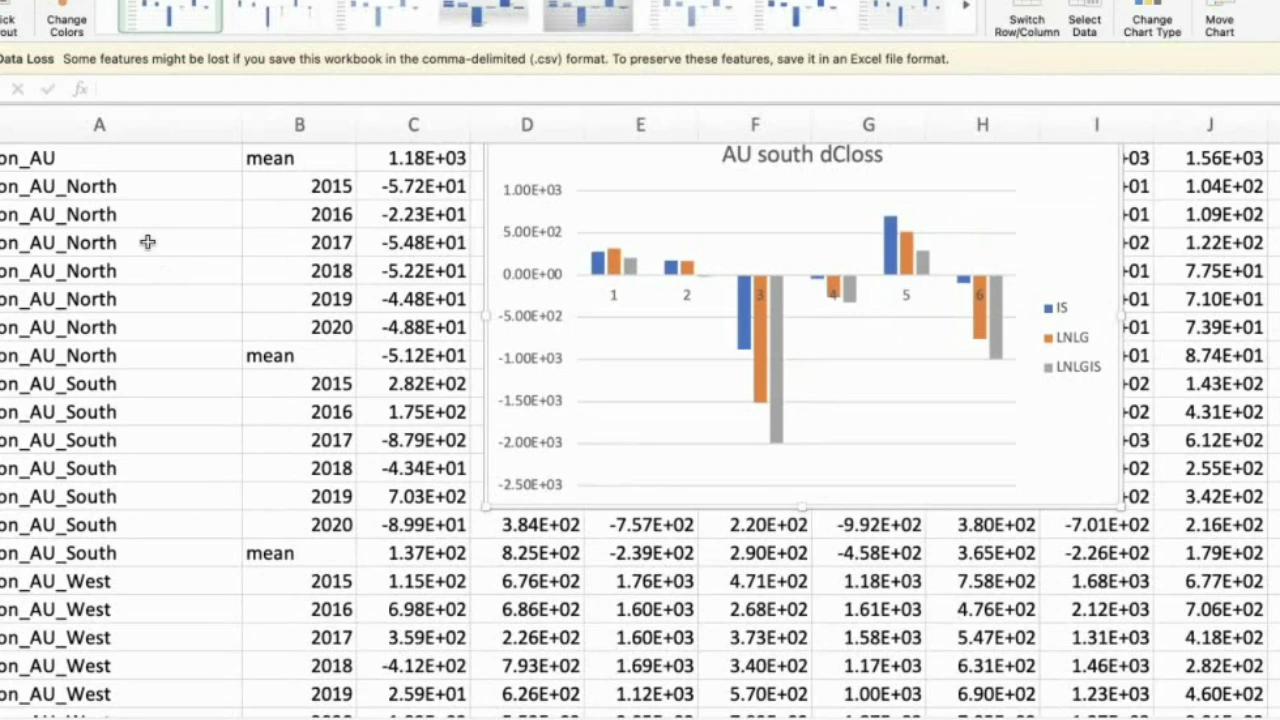 Change Colors
Switch Row/Column
Select Data
Change Chart Type
Move Chart
Data Loss Some features might be lost if you save this workbook in the comma-delimited (.csv) format. To preserve these features, save it in an Excel file format.
fx
A B C D E F G H I J
on_AU mean 1.18E+03 +03 1.56E+03
on_AU_North 2015 -5.72E+01 +01 1.04E+02
on_AU_North 2016 -2.23E+01 +01 1.09E+02
on_AU_North 2017 -5.48E+01 +02 1.22E+02
on_AU_North 2018 -5.22E+01 +01 7.75E+01
on_AU_North 2019 -4.48E+01 +01 7.10E+01
on_AU_North 2020 -4.88E+01 +01 7.39E+01
on_AU_North mean -5.12E+01 +01 8.74E+01
on_AU_South 2015 2.82E+02 +02 1.43E+02
on_AU_South 2016 1.75E+02 +02 4.31E+02
on_AU_South 2017 -8.79E+02 +03 6.12E+02
on_AU_South 2018 -4.34E+01 +02 2.55E+02
on_AU_South 2019 7.03E+02 +02 3.42E+02
on_AU_South 2020 -8.99E+01 3.84E+02 -7.57E+02 2.20E+02 -9.92E+02 3.80E+02 -7.01E+02 2.16E+02
on_AU_South mean 1.37E+02 8.25E+02 -2.39E+02 2.90E+02 -4.58E+02 3.65E+02 -2.26E+02 1.79E+02
on_AU_West 2015 1.15E+02 6.76E+02 1.76E+03 4.71E+02 1.18E+03 7.58E+02 1.68E+03 6.77E+02
on_AU_West 2016 6.98E+02 6.86E+02 1.60E+03 2.68E+02 1.61E+03 4.76E+02 2.12E+03 7.06E+02
on_AU_West 2017 3.59E+02 2.26E+02 1.60E+03 3.73E+02 1.58E+03 5.47E+02 1.31E+03 4.18E+02
on_AU_West 2018 -4.12E+02 7.93E+02 1.69E+03 3.40E+02 1.17E+03 6.31E+02 1.46E+03 2.82E+02
on_AU_West 2019 2.59E+01 6.26E+02 1.12E+03 5.70E+02 1.00E+03 6.90E+02 1.23E+03 4.60E+02
AU south dCloss
1.00E+03
5.00E+02
0.00E+00
1 2 3 4 5 6
-5.00E+02
-1.00E+03
-1.50E+03
-2.00E+03
-2.50E+03
IS
LNLG
LNLGIS